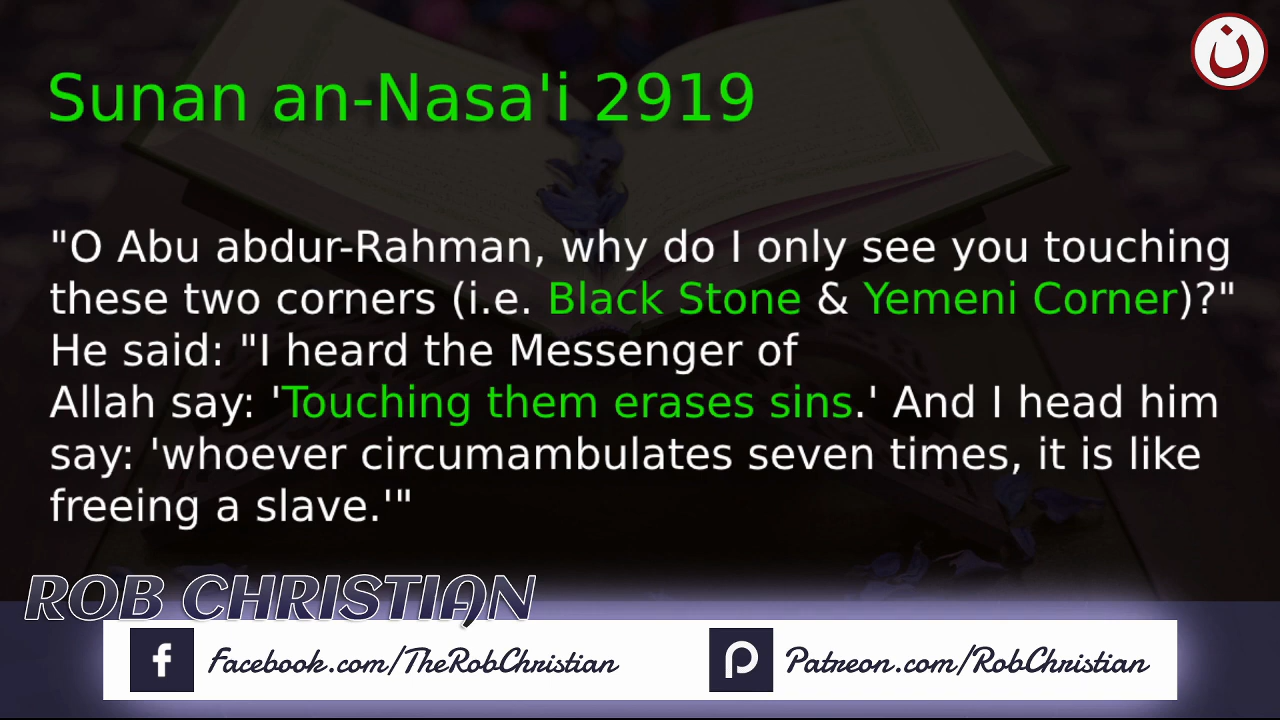 ن
Sunan an-Nasa'i 2919
"O Abu abdur-Rahman, why do I only see you touching
these two corners (i.e. Black Stone & Yemeni Corner)?"
He said: "I heard the Messenger of
Allah say: 'Touching them erases sins.' And I head him
say: 'whoever circumambulates seven times, it is like
freeing a slave.'"
ROB CHRISTIAN
Facebook.com/TheRobChristian
Patreon.com/RobChristian